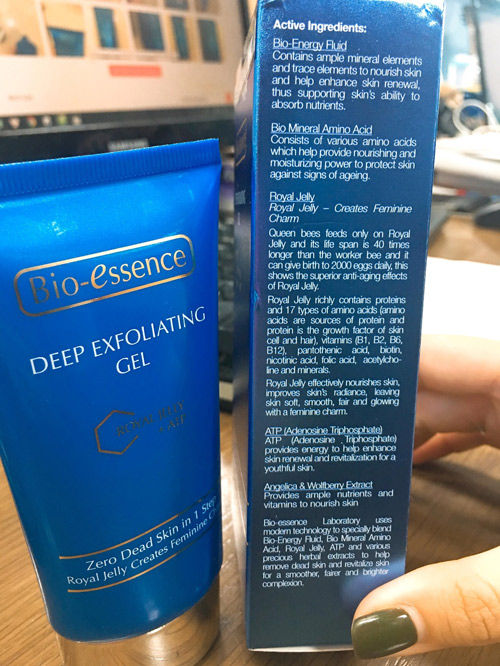 Bio-essence
DEEP EXFOLIATING
GEL
ROYAL JELLY
+ ATP
Zero Dead Skin in 1 Step
Royal Jelly Creates Feminine
Active Ingredients:
Bio-Energy Fluid
Contains ample mineral elements
and trace elements to nourish skin
and help enhance skin renewal,
thus supporting skin's ability to
absorb nutrients.
Bio Mineral Amino Acid
Consists of various amino acids
which help provide nourishing and
moisturizing power to protect skin
against signs of ageing.
Royal Jelly
Royal Jelly – Creates Feminine
Charm
Queen bees feeds only on Royal
Jelly and its life span is 40 times
longer than the worker bee and it
can give birth to 2000 eggs daily, this
shows the superior anti-aging effects
of Royal Jelly.
Royal Jelly richly contains proteins
and 17 types of amino acids (amino
acids are sources of protein and
protein is the growth factor of skin
cell and hair), vitamins (B1, B2, B6,
B12), pantothenic acid, biotin,
nicotinic acid, folic acid, acetylcho-
line and minerals.
Royal Jelly effectively nourishes skin,
improves skin's radiance, leaving
skin soft, smooth, fair and glowing
with a feminine charm.
ATP (Adenosine Triphosphate)
ATP (Adenosine Triphosphate)
provides energy to help enhance
skin renewal and revitalization for a
youthful skin.
Angelica & Wolfberry Extract
Provides ample nutrients and
vitamins to nourish skin
Bio-essence Laboratory uses
modern technology to specially blend
Bio-Energy Fluid, Bio Mineral Amino
Acid, Royal Jelly, ATP and various
precious herbal extracts to help
remove dead skin and revitalize skin
for a smoother, fairer and brighter
complexion.